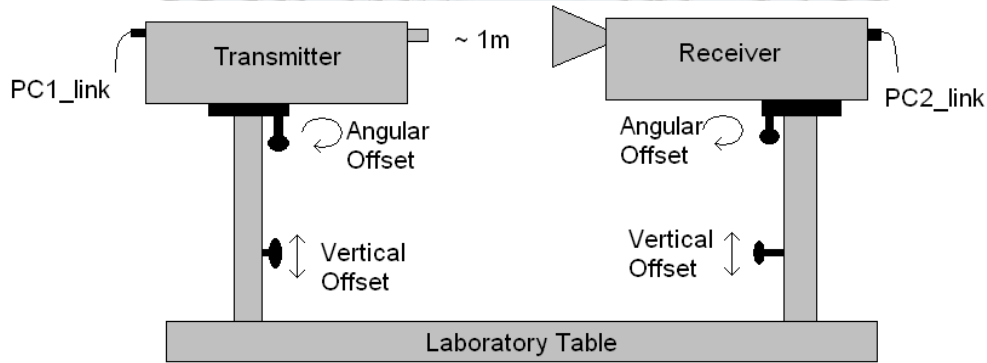 Transmitter
~ 1m
Receiver
PC1_link
PC2_link
Angular
Offset
Angular
Offset
Vertical
Offset
Vertical
Offset
Laboratory Table